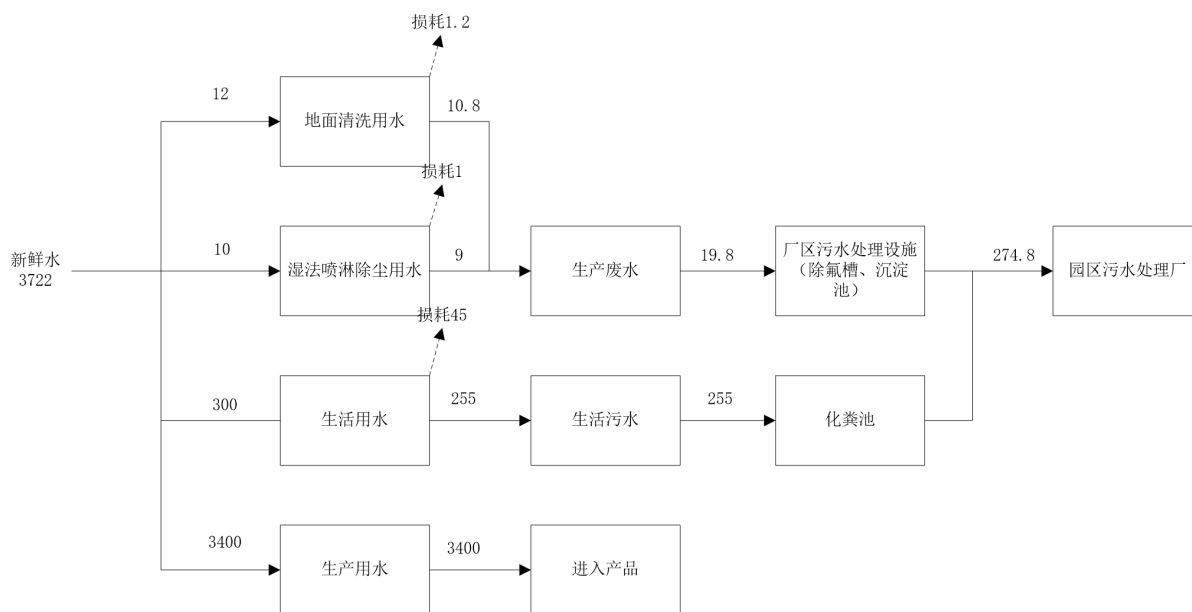 损耗1.2
12
地面清洗用水
10.8
损耗1
新鲜水
3722
10
湿法喷淋除尘用水
9
生产废水
19.8
厂区污水处理设施
（除氟槽、沉淀
池）
274.8
园区污水处理厂
损耗45
300
生活用水
255
生活污水
255
化粪池
3400
生产用水
3400
进入产品